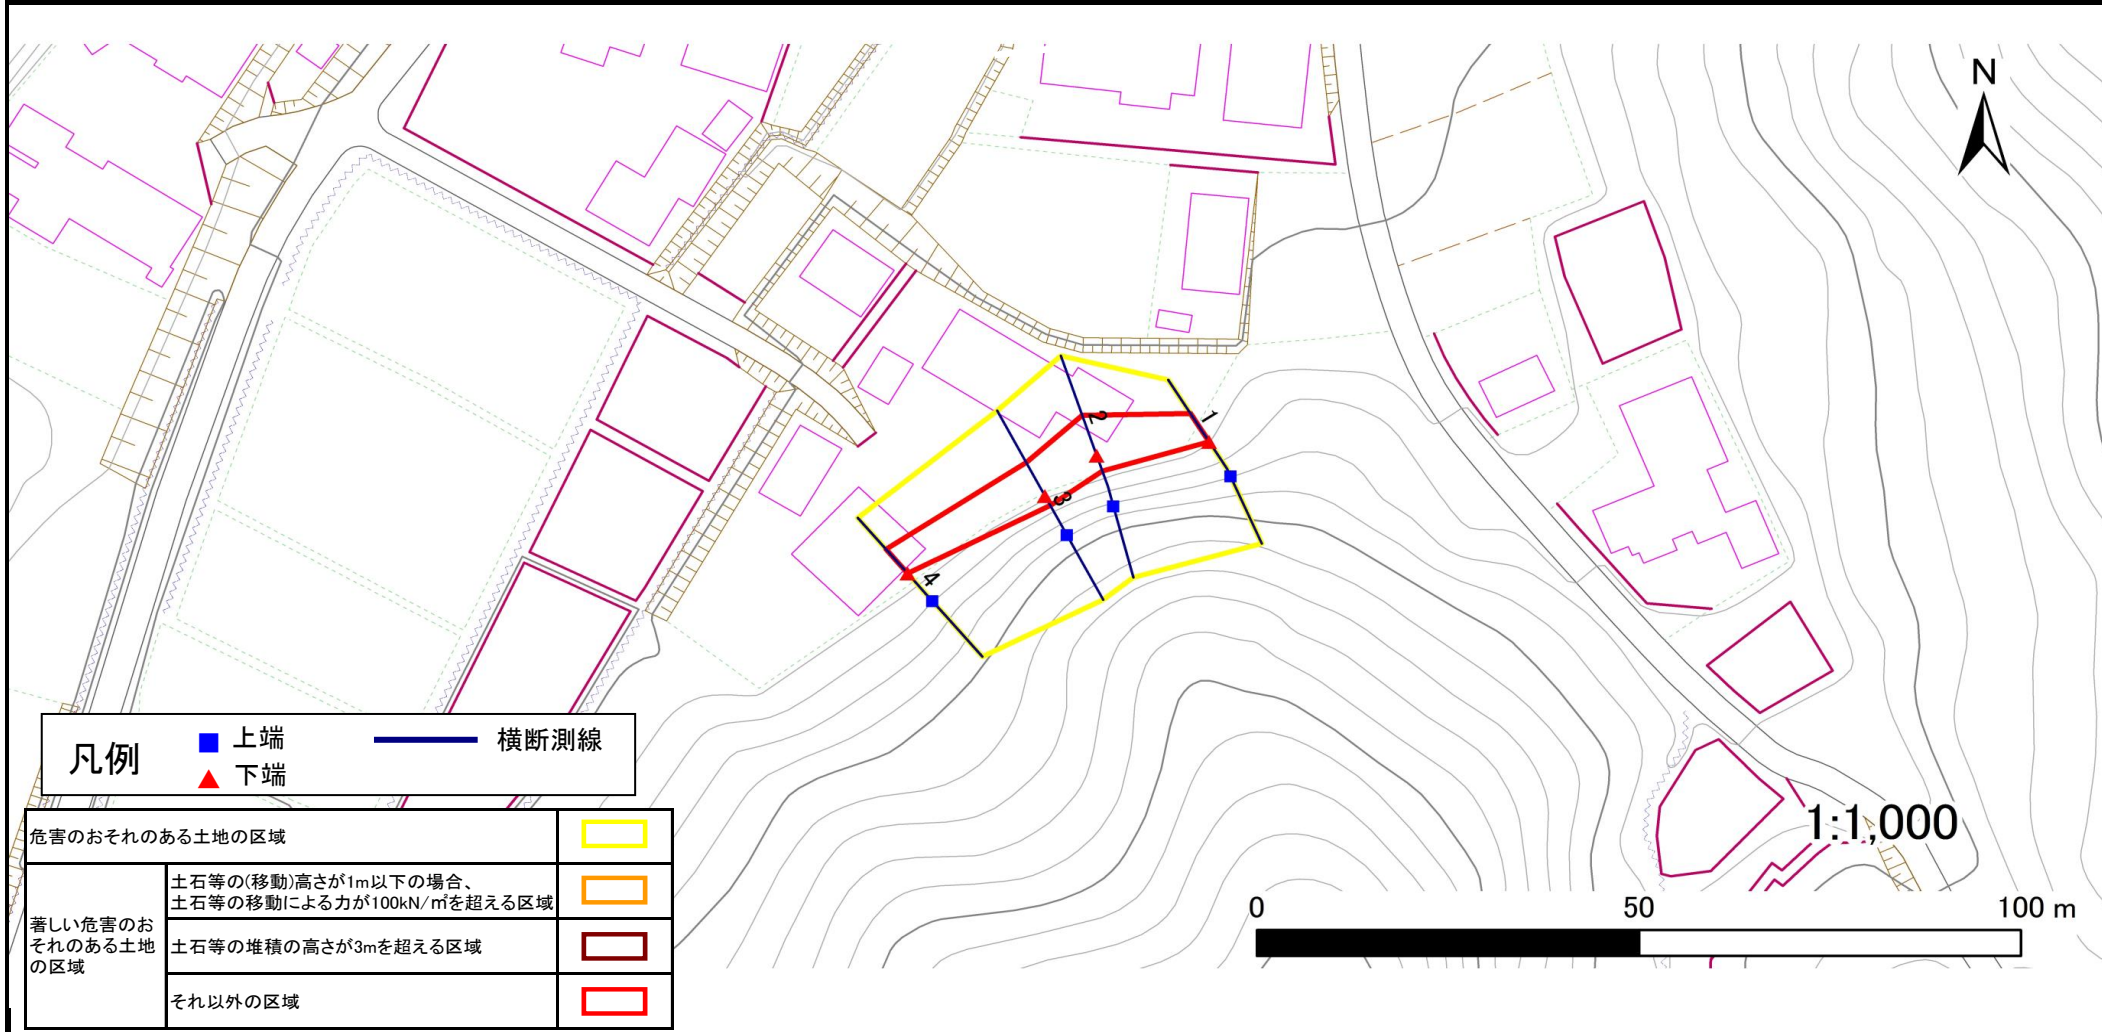 N
1
2
3
4
凡例
上端
横断測線
下端
危害のおそれのある土地の区域
著しい危害のお
それのある土地
の区域
土石等の(移動)高さが1m以下の場合、
土石等の移動による力が100kN/㎡を超える区域
土石等の堆積の高さが3mを超える区域
それ以外の区域
1:1,000
0 50 100 m